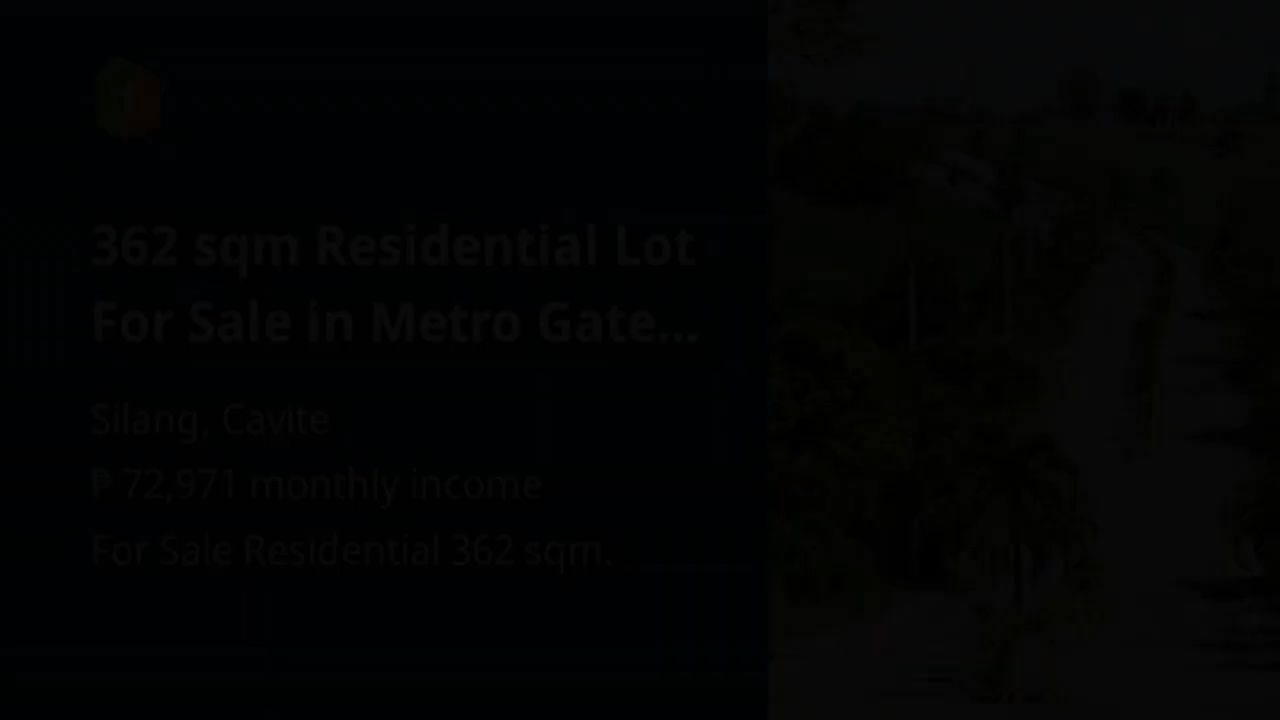 362 sqm Residential Lot
For Sale in Metro Gate...
Silang, Cavite
₱ 72,971 monthly income
For Sale Residential 362 sqm.